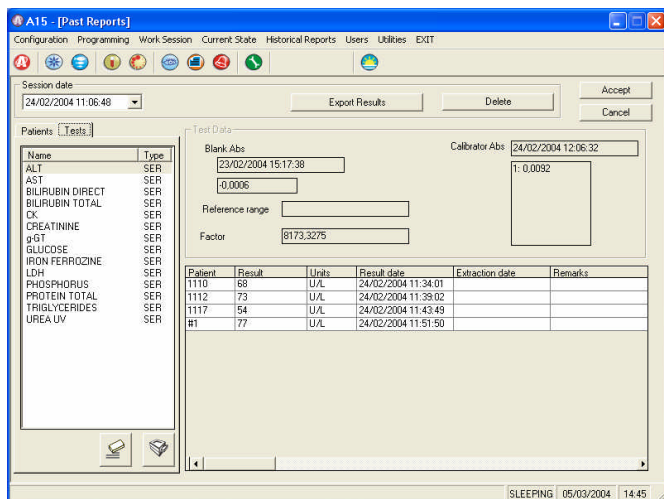 A15 - [Past Reports]
Configuration Programming Work Session Current State Historical Reports Users Utilities EXIT
Session date
24/02/2004 11:06:48
Export Results
Delete
Accept
Cancel
Patients Tests
Name Type
ALT SER
AST SER
BILIRUBIN DIRECT SER
BILIRUBIN TOTAL SER
CK SER
CREATININE SER
g-GT SER
GLUCOSE SER
IRON FERROZINE SER
LDH SER
PHOSPHORUS SER
PROTEIN TOTAL SER
TRIGLYCERIDES SER
UREA UV SER
Test Data
Blank Abs
23/02/2004 15:17:38
-0,0006
Calibrator Abs 24/02/2004 12:06:32
1: 0,0092
Reference range
Factor 8173,3275
Patient Result Units Result date Extraction date Remarks
1110 68 U/L 24/02/2004 11:34:01
1112 73 U/L 24/02/2004 11:39:02
1117 54 U/L 24/02/2004 11:43:49
#1 77 U/L 24/02/2004 11:51:50
SLEEPING 05/03/2004 14:45